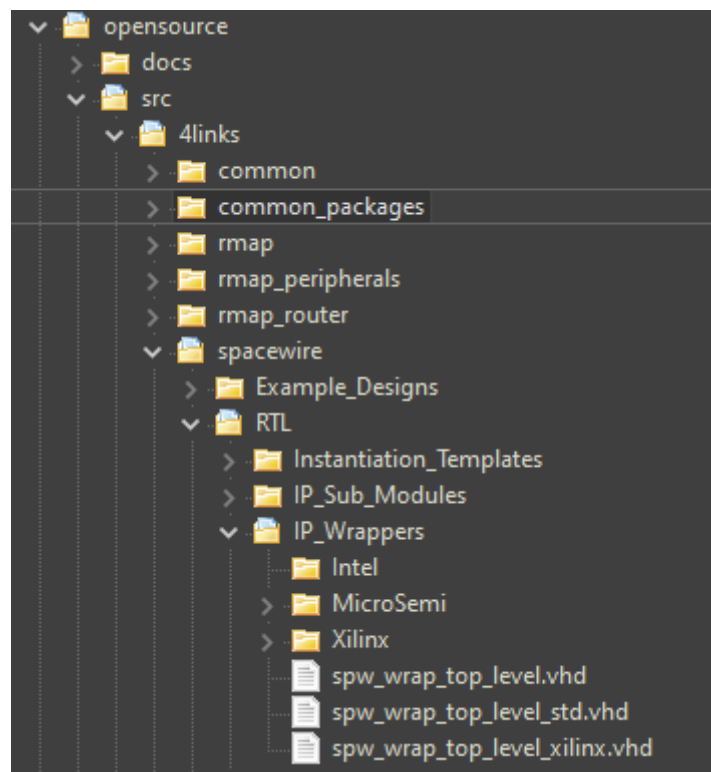 opensource
docs
src
4links
common
common_packages
rmap
rmap_peripherals
rmap_router
spacewire
Example_Designs
RTL
Instantiation_Templates
IP_Sub_Modules
IP_Wrappers
Intel
MicroSemi
Xilinx
spw_wrap_top_level.vhd
spw_wrap_top_level_std.vhd
spw_wrap_top_level_xilinx.vhd